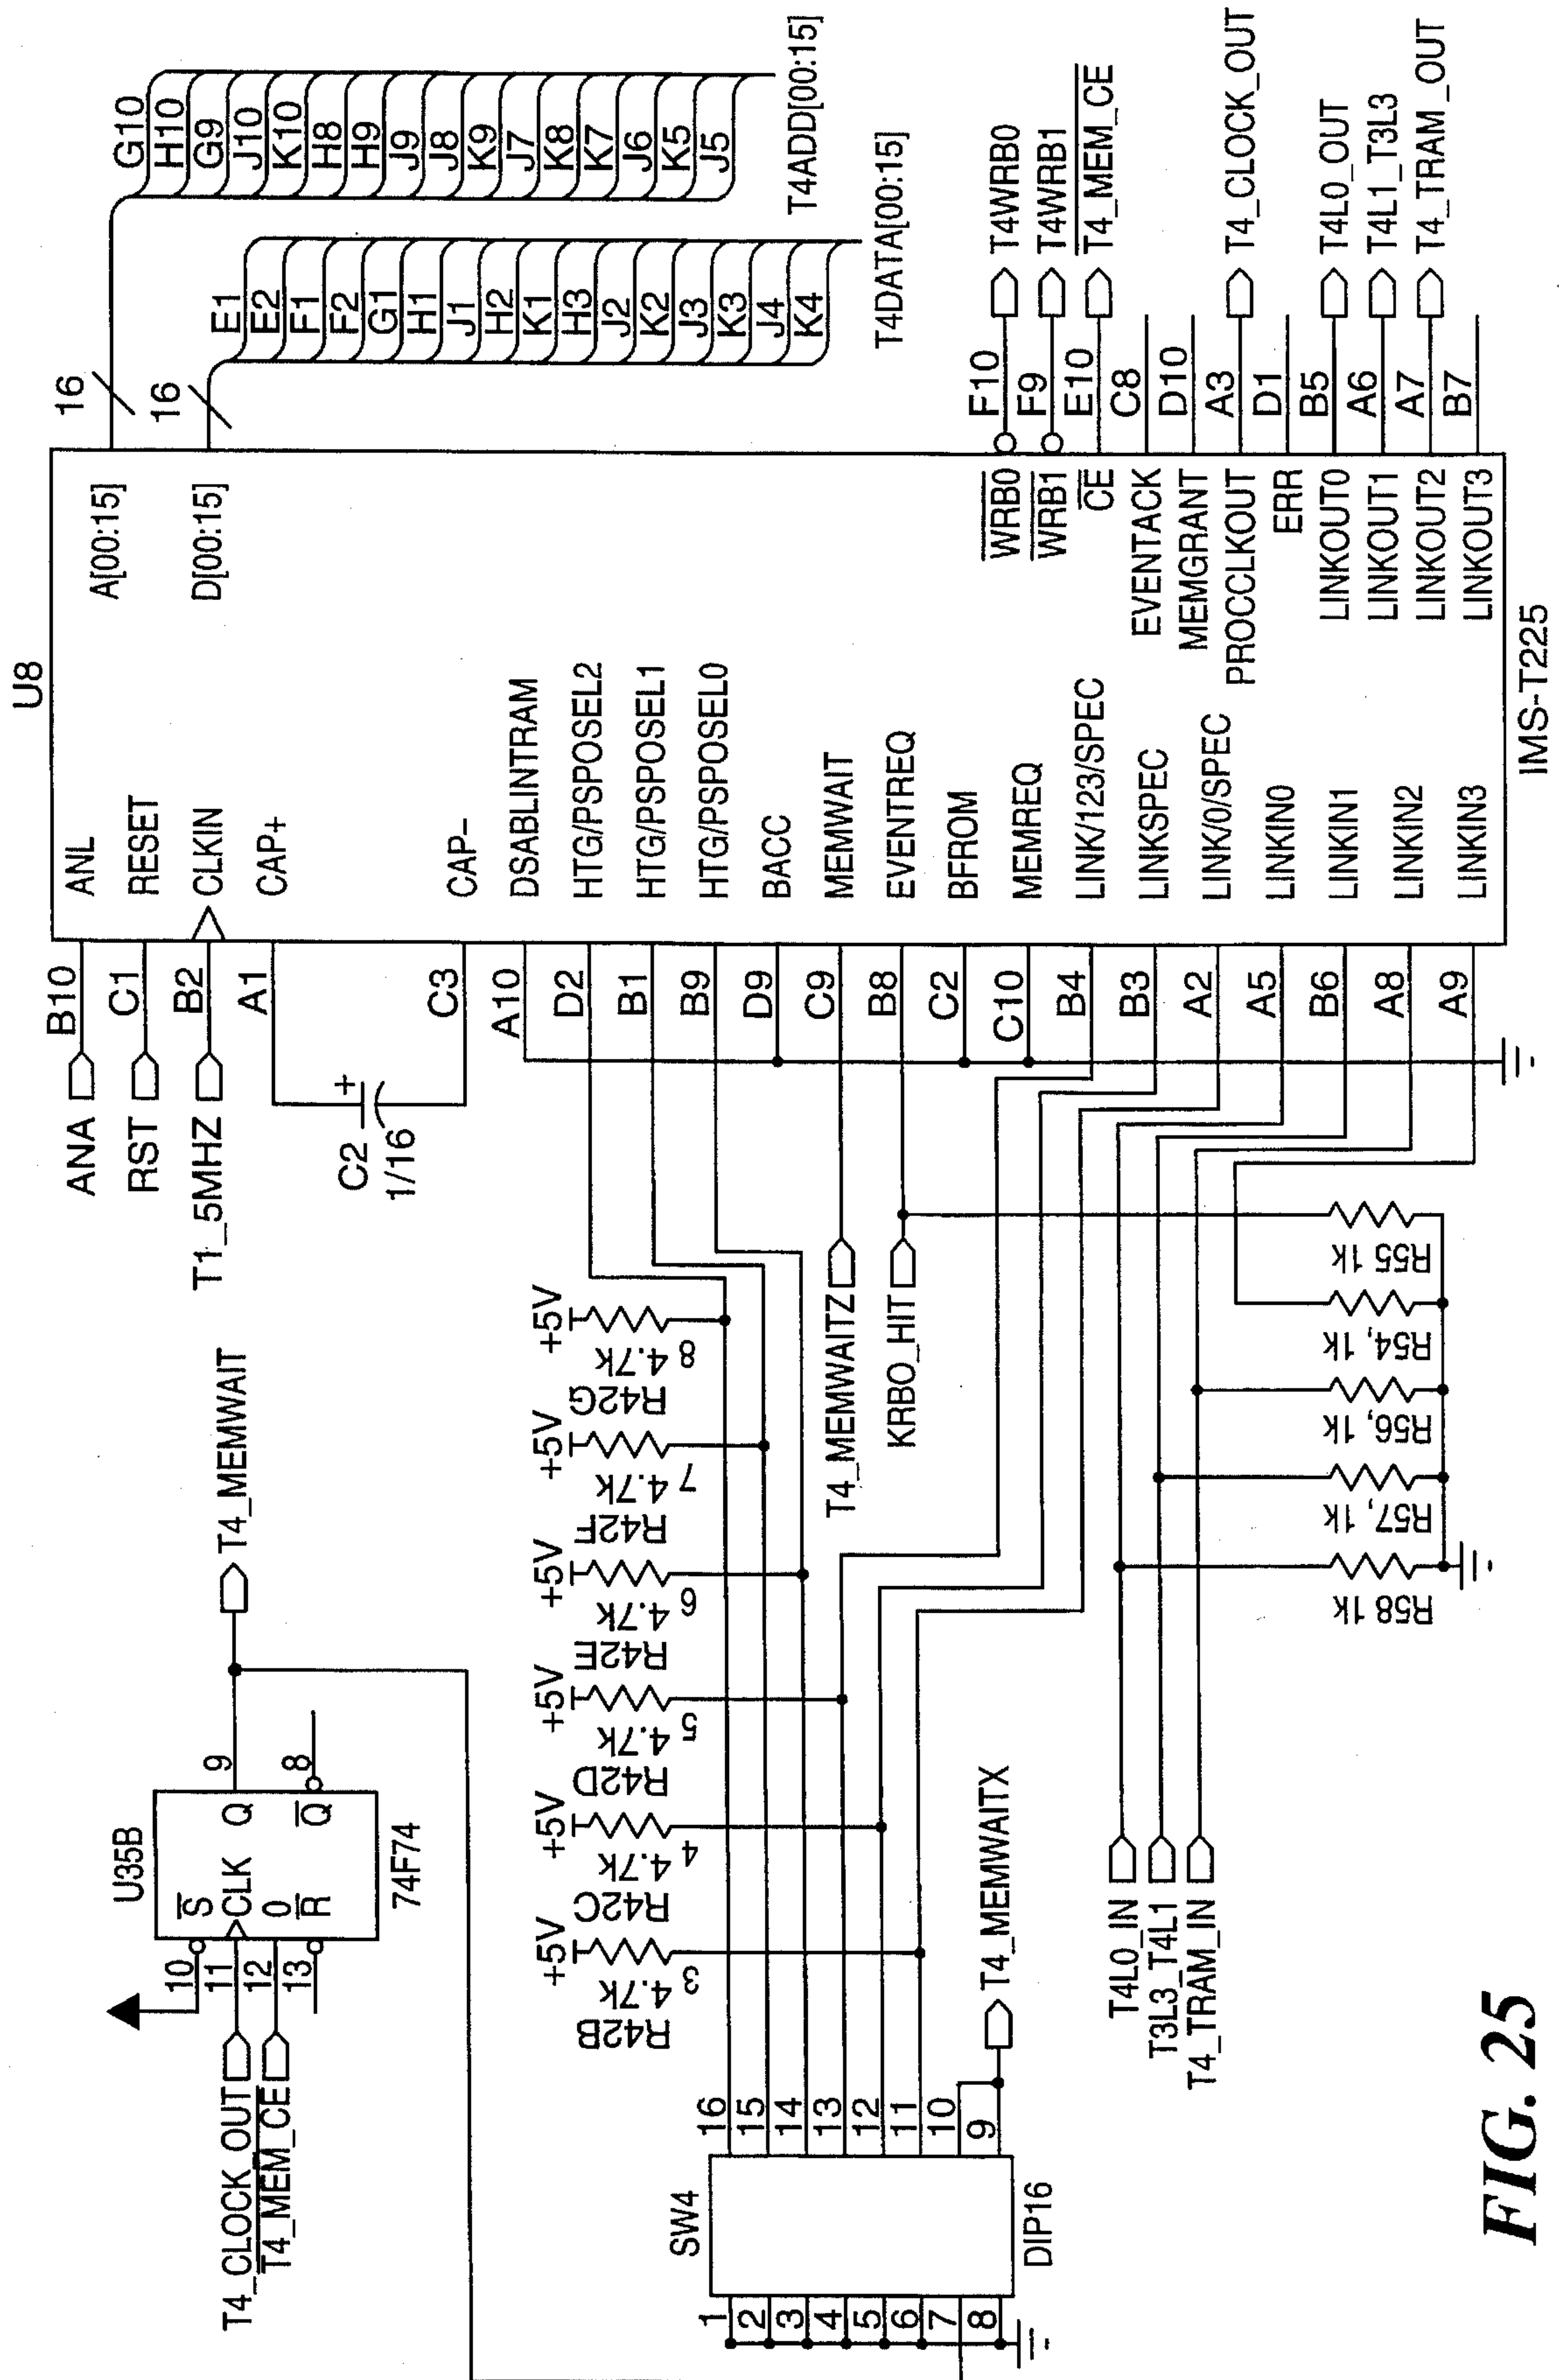 U8
IMS-T225
B10
ANL
ANA
C1
RESET
RST
B2
CLKIN
T1_5MHZ
A1
CAP+
C2
1/16
+
C3
CAP–
A10
DSABLINTRAM
D2
HTG/PSPOSEL2
B1
HTG/PSPOSEL1
B9
HTG/PSPOSEL0
D9
BACC
C9
MEMWAIT
B8
EVENTREQ
C2
BFROM
C10
MEMREQ
B4
LINK/123/SPEC
B3
LINKSPEC
A2
LINK/0/SPEC
A5
LINKIN0
B6
LINKIN1
A8
LINKIN2
A9
LINKIN3
A[00:15]
16
G10
H10
G9
J10
K10
H8
H9
J9
J8
K9
J7
K8
K7
J6
K5
J5
T4ADD[00:15]
D[00:15]
16
E1
E2
F1
F2
G1
H1
J1
H2
K1
H3
J2
K2
J3
K3
J4
K4
T4DATA[00:15]
WRB0 F10 T4WRB0
WRB1 F9 T4WRB1
CE E10 T4_MEM_CE
EVENTACK C8
MEMGRANT D10
PROCCLKOUT A3 T4_CLOCK_OUT
ERR D1
LINKOUT0 B5 T4L0_OUT
LINKOUT1 A6 T4L1_T3L3
LINKOUT2 A7 T4_TRAM_OUT
LINKOUT3 B7
U35B
74F74
10 S
T4_CLOCK_OUT 11 CLK
T4_MEM_CE 12 0
13 R
Q 9 T4_MEMWAIT
Q 8
+5V
R42G
4.7k 8
+5V
R42F
4.7k 7
+5V
R42E
4.7k 6
+5V
R42D
4.7k 5
+5V
R42C
4.7k 4
+5V
R42B
4.7k 3
T4_MEMWAITZ
KRBO_HIT
SW4
DIP16
1
2
3
4
5
6
7
8
16
15
14
13
12
11
10
9
T4_MEMWAITX
T4L0_IN
T3L3_T4L1
T4_TRAM_IN
R58 1k
R57, 1k
R56, 1k
R54, 1k
R55 1k
FIG. 25